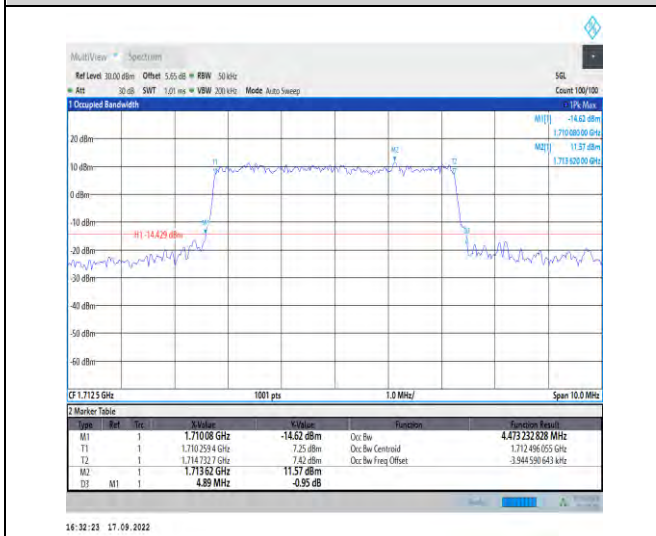 MultiView Spectrum
Ref Level 30.00 dBm Offset 5.65 dB RBW 50 kHz SGL
Att 30 dB SWT 1.01 ms VBW 200 kHz Mode Auto Sweep Count 100/100
1 Occupied Bandwidth 1Pk Max
M1[1] -14.62 dBm
1.710 080 00 GHz
M2[1] 11.57 dBm
1.713 620 00 GHz
20 dBm
10 dBm
0 dBm
-10 dBm
-20 dBm
-30 dBm
-40 dBm
-50 dBm
-60 dBm
T1
M2
T2
H1 -14.429 dBm
CF 1.712 5 GHz 1001 pts 1.0 MHz/ Span 10.0 MHz
2 Marker Table
Type Ref Trc X-Value Y-Value Function Function Result
M1 1 1.710 08 GHz -14.62 dBm Occ Bw 4.473 232 828 MHz
T1 1 1.710 259 4 GHz 7.25 dBm Occ Bw Centroid 1.712 496 055 GHz
T2 1 1.714 732 7 GHz 7.42 dBm Occ Bw Freq Offset -3.944 590 643 kHz
M2 1 1.713 62 GHz 11.57 dBm
D3 M1 1 4.89 MHz -0.95 dB
16:32:23 17.09.2022